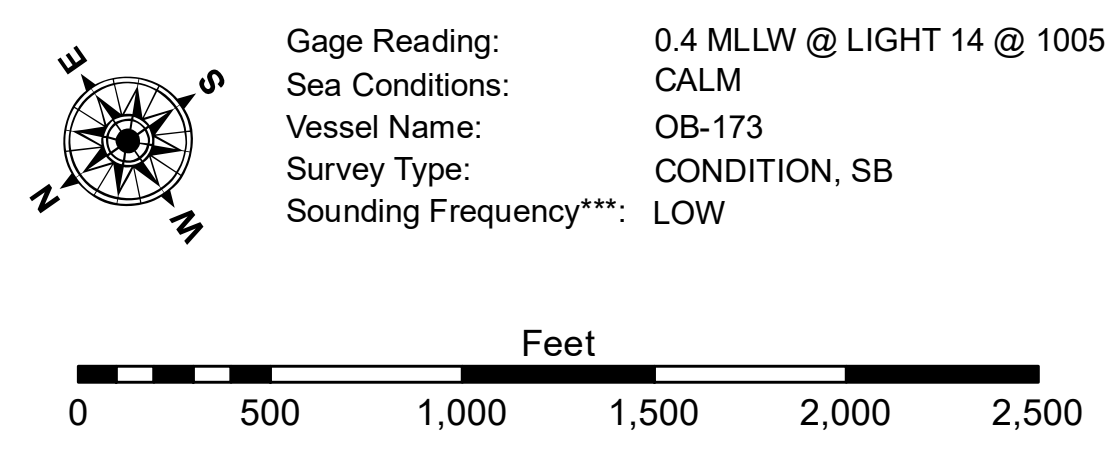 E
S
N
W
Gage Reading: 0.4 MLLW @ LIGHT 14 @ 1005
Sea Conditions: CALM
Vessel Name: OB-173
Survey Type: CONDITION, SB
Sounding Frequency***: LOW
Feet
0 500 1,000 1,500 2,000 2,500